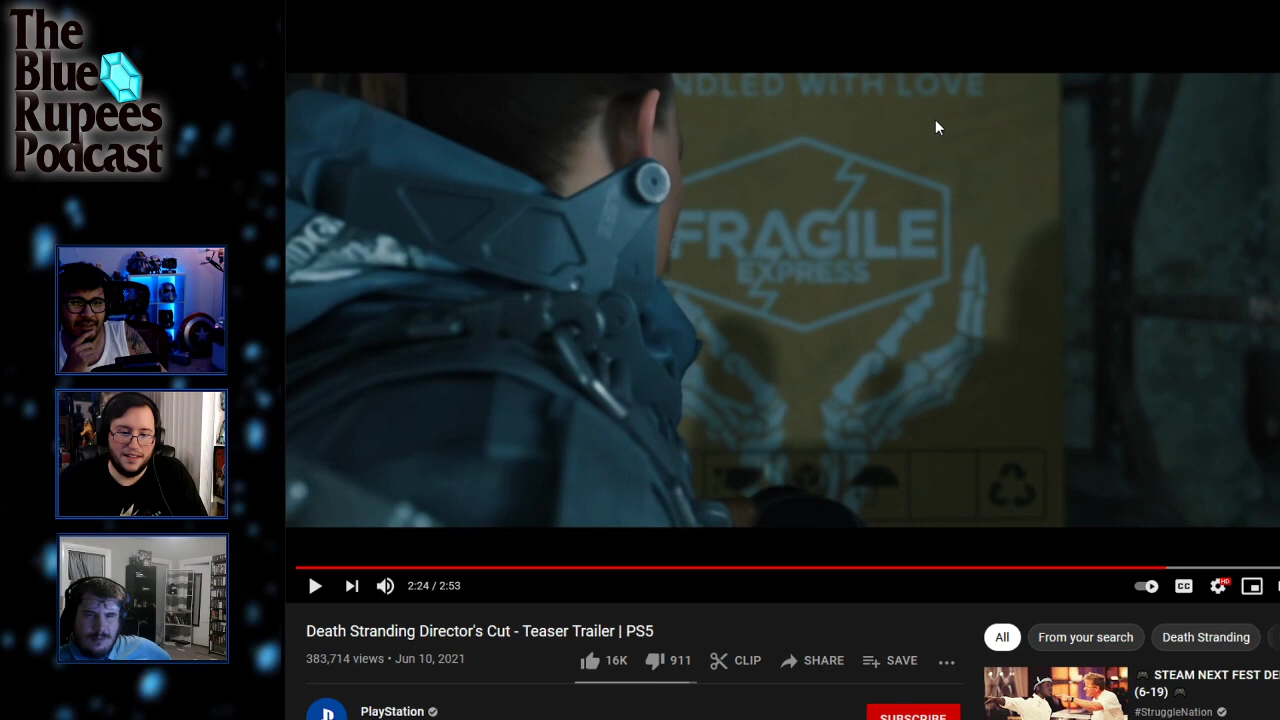 The
Blue
Rupees
Podcast
NDLED WITH LOVE
FRAGILE
EXPRESS
2:24 / 2:53
CC
HD
Death Stranding Director's Cut - Teaser Trailer | PS5
383,714 views • Jun 10, 2021
16K
911
CLIP
SHARE
SAVE
PlayStation
SUBSCRIBE
All
From your search
Death Stranding
STEAM NEXT FEST DE
(6-19)
#StruggleNation